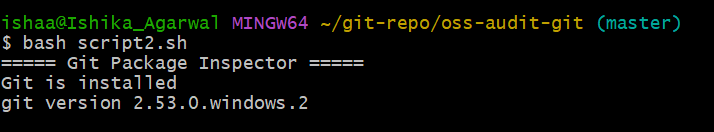 ishaa@Ishika_Agarwal MINGW64 ~/git-repo/oss-audit-git (master)
$ bash script2.sh
===== Git Package Inspector =====
Git is installed
git version 2.53.0.windows.2